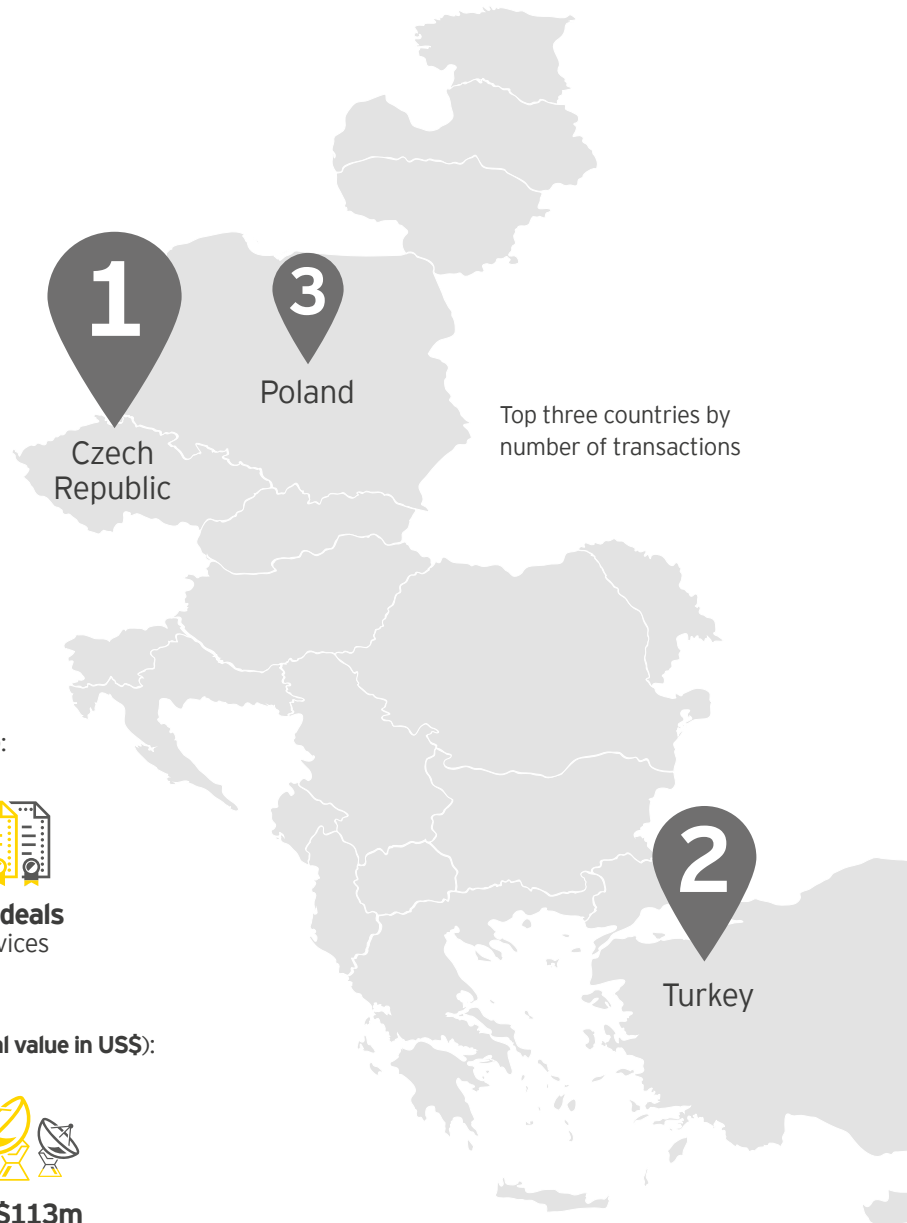 1
3
Poland
Czech
Republic
Top three countries by
number of transactions
:
deals
vices
2
Turkey
al value in US$):
$113m